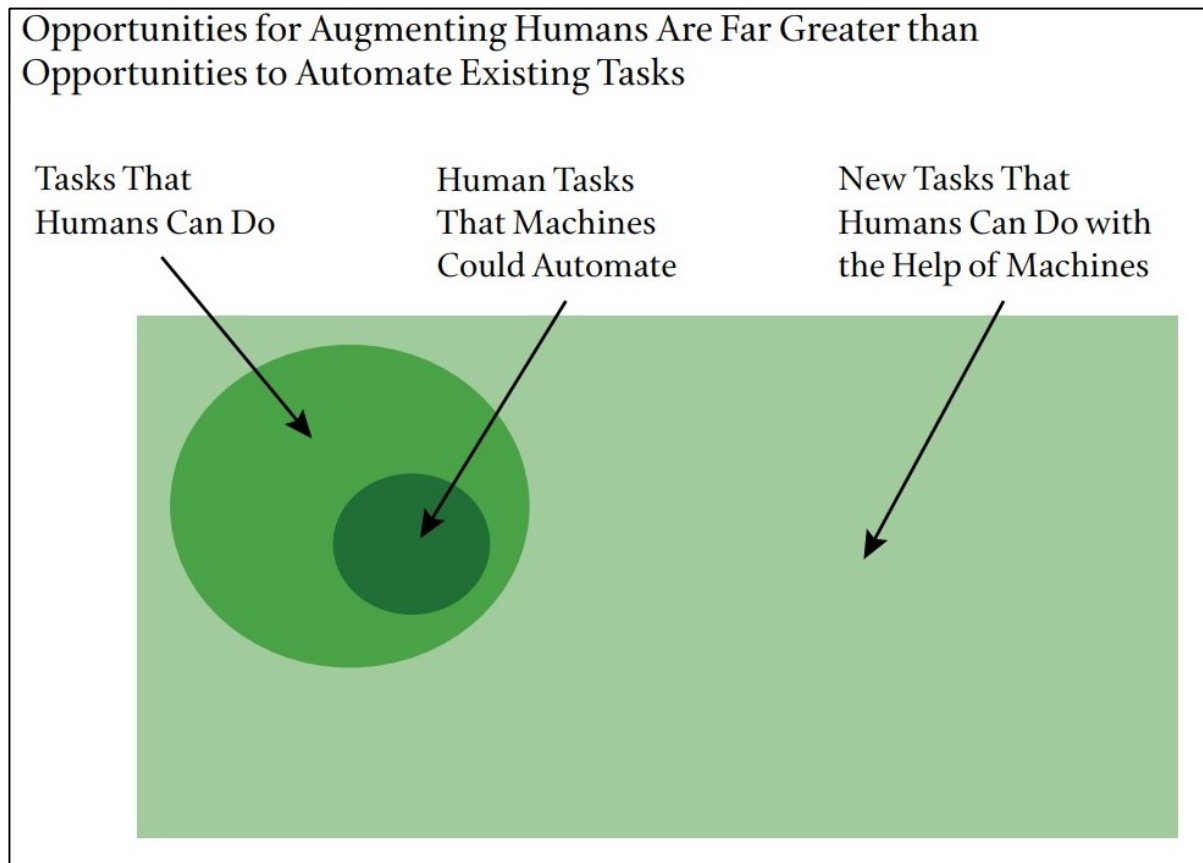 Opportunities for Augmenting Humans Are Far Greater than
Opportunities to Automate Existing Tasks
Tasks That
Humans Can Do
Human Tasks
That Machines
Could Automate
New Tasks That
Humans Can Do with
the Help of Machines